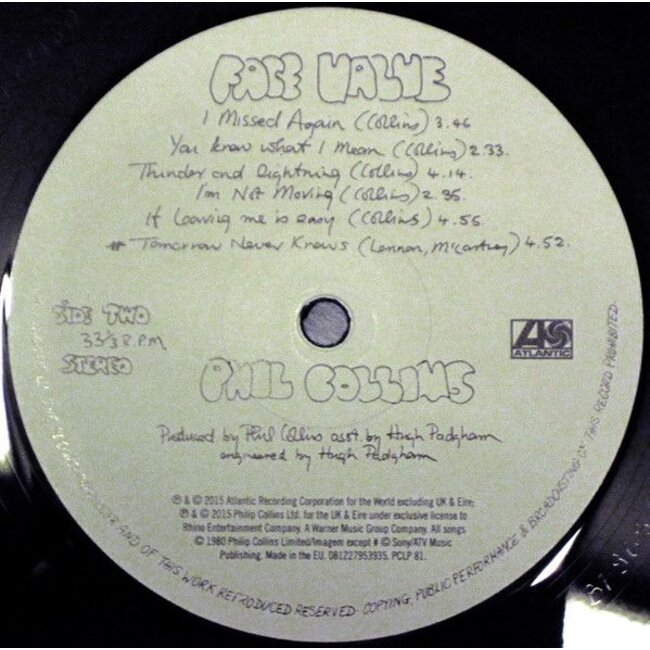 FACE VALUE
I Missed Again (Collins) 3.46
You know what I Mean (Collins) 2.33.
Thunder and Lightning (Collins) 4.14.
I'm Not Moving (Collins) 2.35.
If Leaving me is easy (Collins) 4.55.
# Tomorrow Never Knows (Lennon, McCartney) 4.52.
SIDE TWO
33⅓ R.P.M
STEREO
ATLANTIC
PHIL COLLINS
Produced by Phil Collins asst. by Hugh Padgham
engineered by Hugh Padgham
℗ & © 2015 Atlantic Recording Corporation for the World excluding UK & Eire;
℗ & © 2015 Philip Collins Ltd. for the UK & Eire under exclusive license to
Rhino Entertainment Company. A Warner Music Group Company. All songs
© 1980 Philip Collins Limited/Imagem except # © Sony/ATV Music
Publishing. Made in the EU. 081227953935. PCLP 81.
AND OF THIS WORK REPRODUCED RESERVED · COPYING, PUBLIC PERFORMANCE & BROADCASTING OF THIS RECORD PROHIBITED·